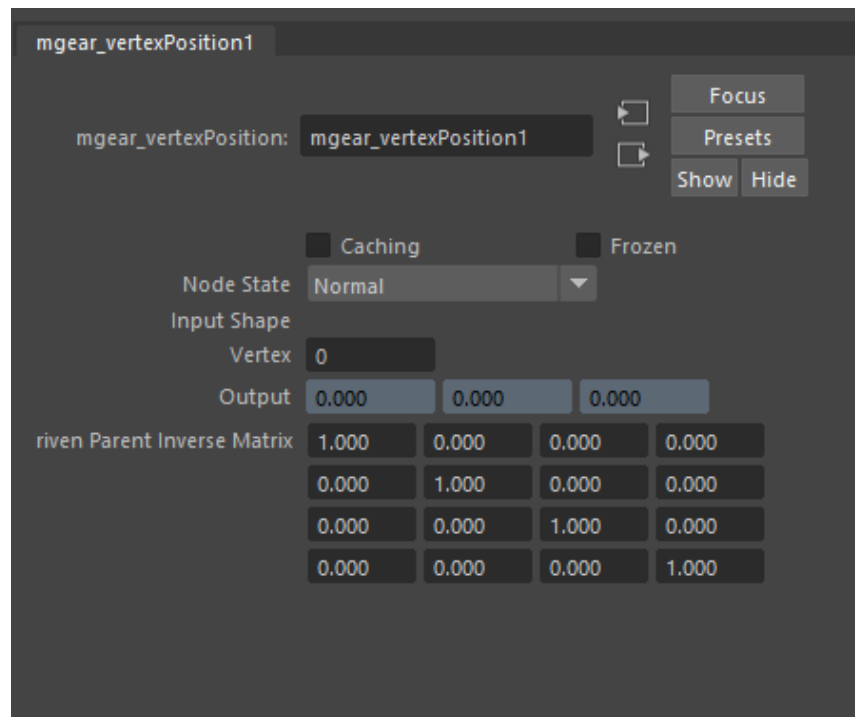 mgear_vertexPosition1
Focus
mgear_vertexPosition: mgear_vertexPosition1
Presets
Show Hide
Caching Frozen
Node State Normal
Input Shape
Vertex 0
Output 0.000 0.000 0.000
riven Parent Inverse Matrix 1.000 0.000 0.000 0.000
0.000 1.000 0.000 0.000
0.000 0.000 1.000 0.000
0.000 0.000 0.000 1.000